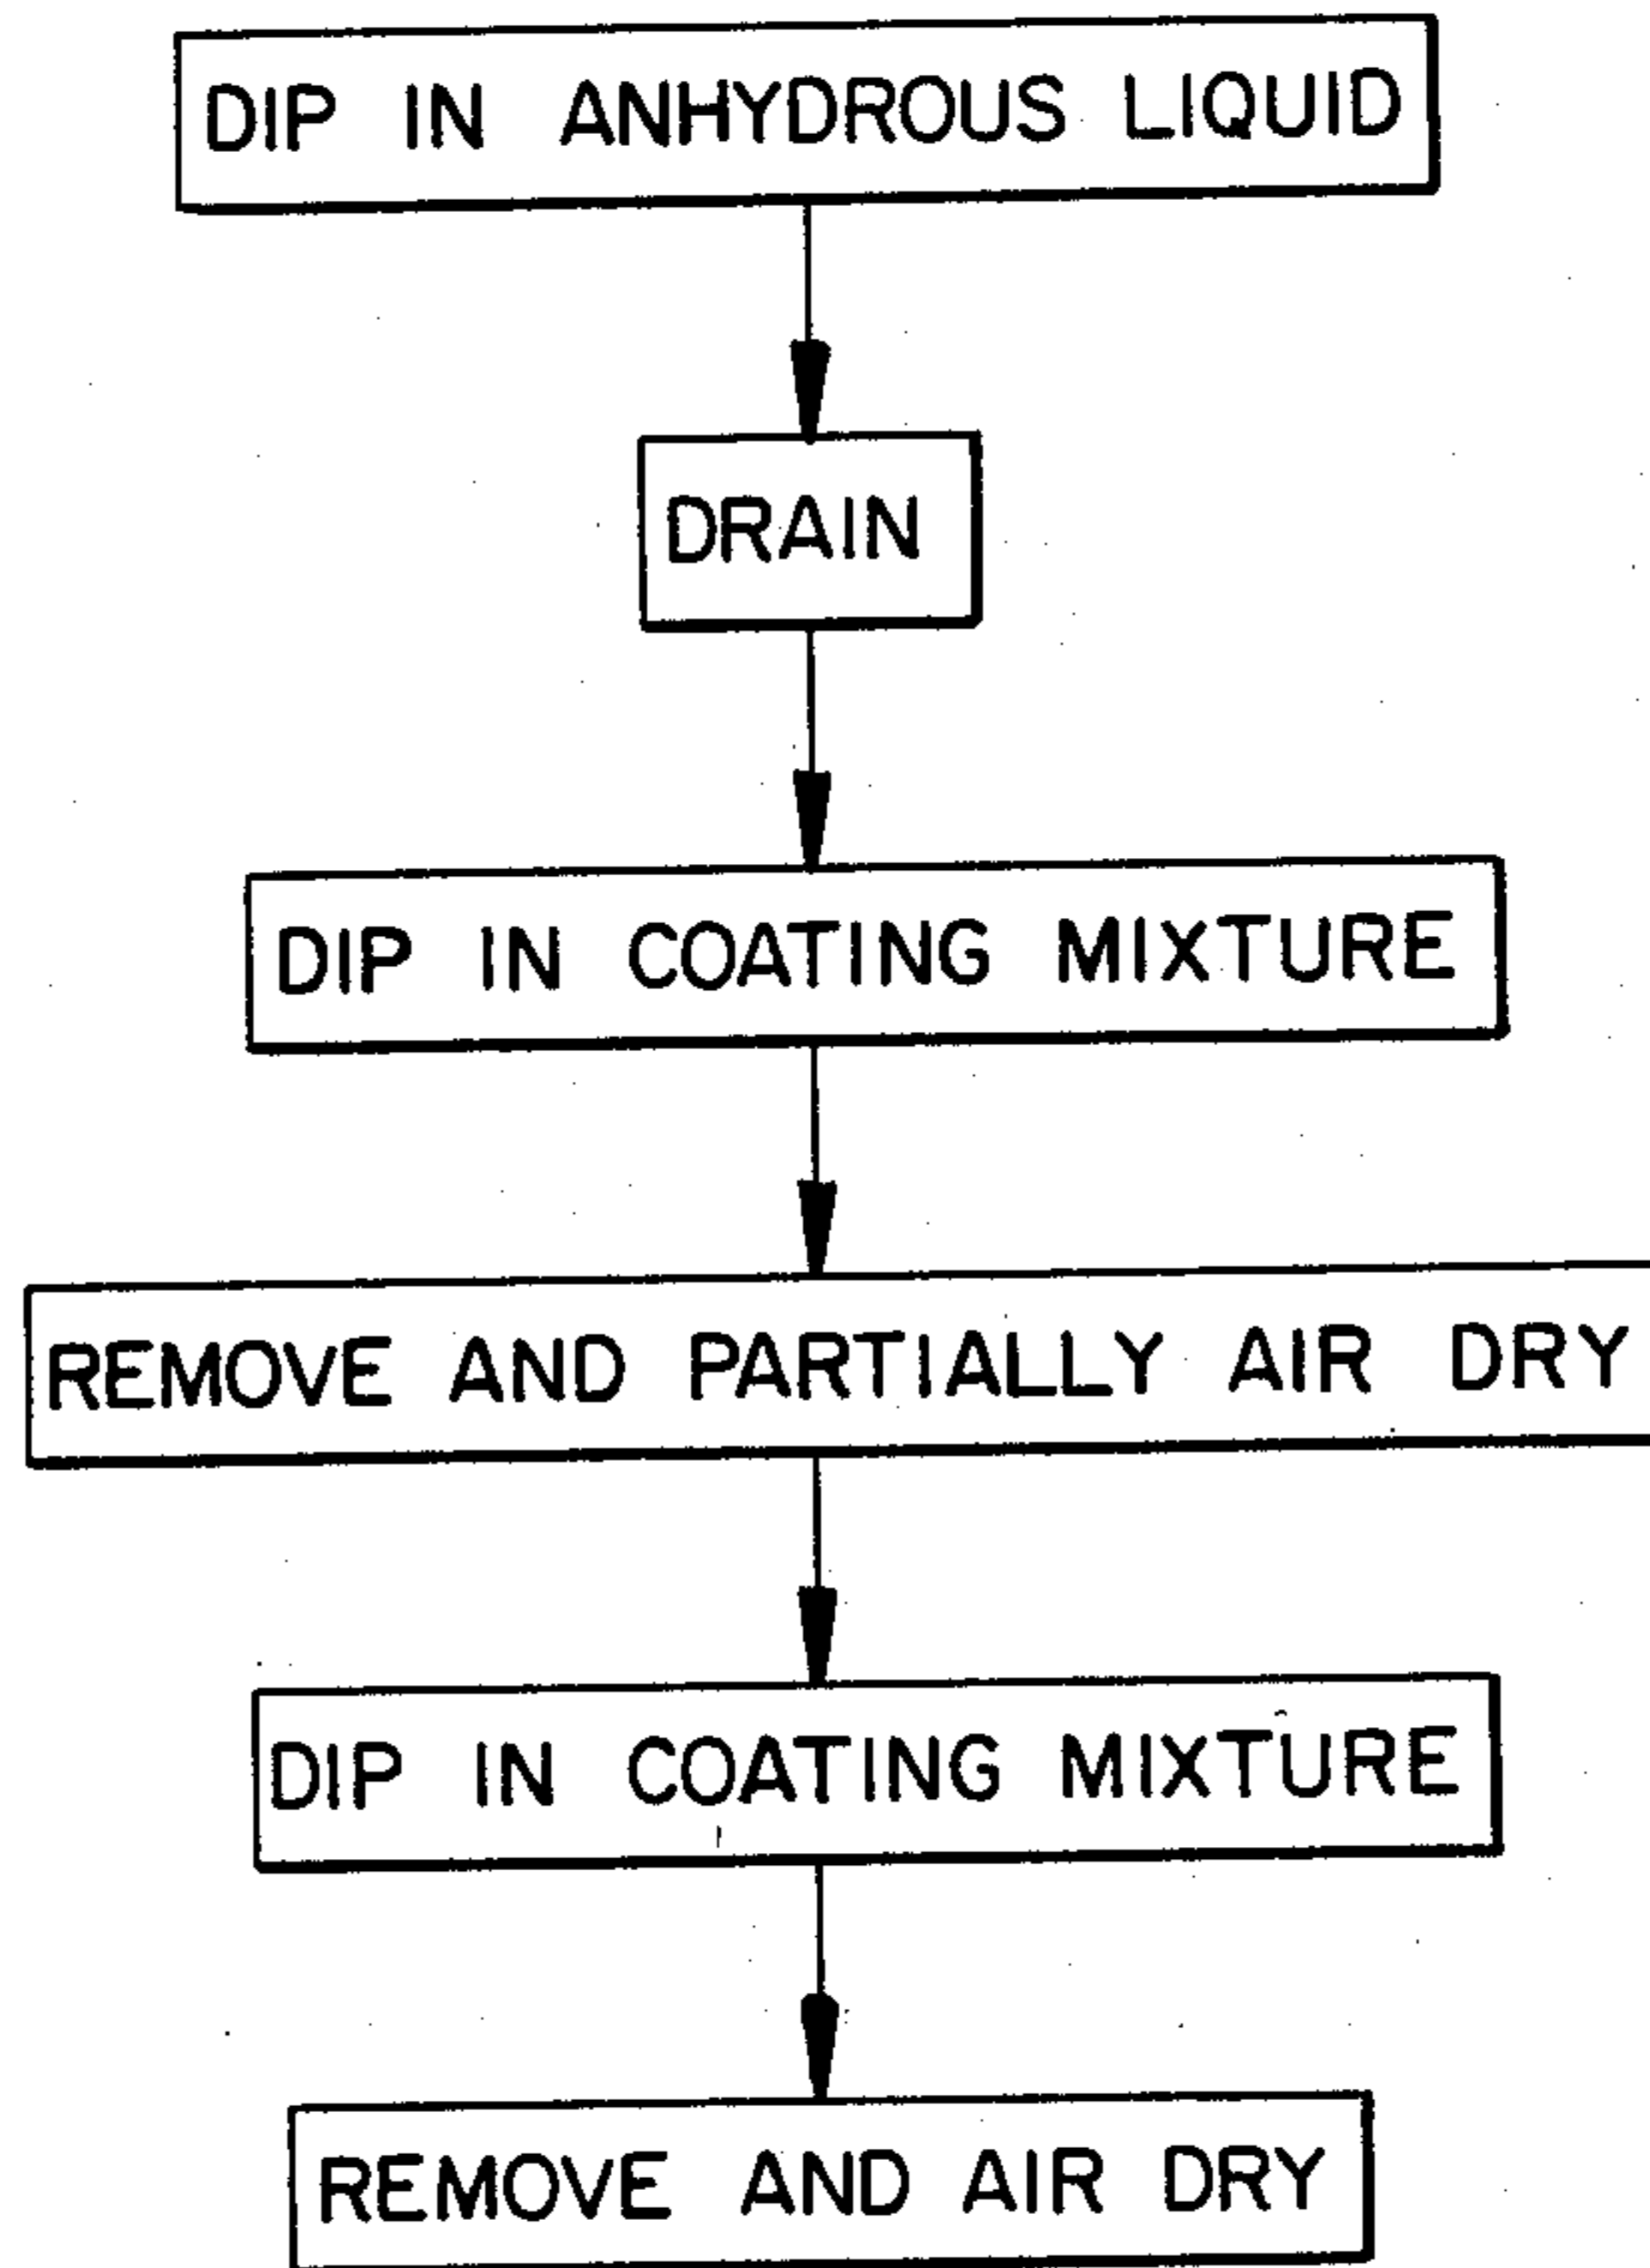 DIP IN ANHYDROUS LIQUID
DRAIN
DIP IN COATING MIXTURE
REMOVE AND PARTIALLY AIR DRY
DIP IN COATING MIXTURE
REMOVE AND AIR DRY